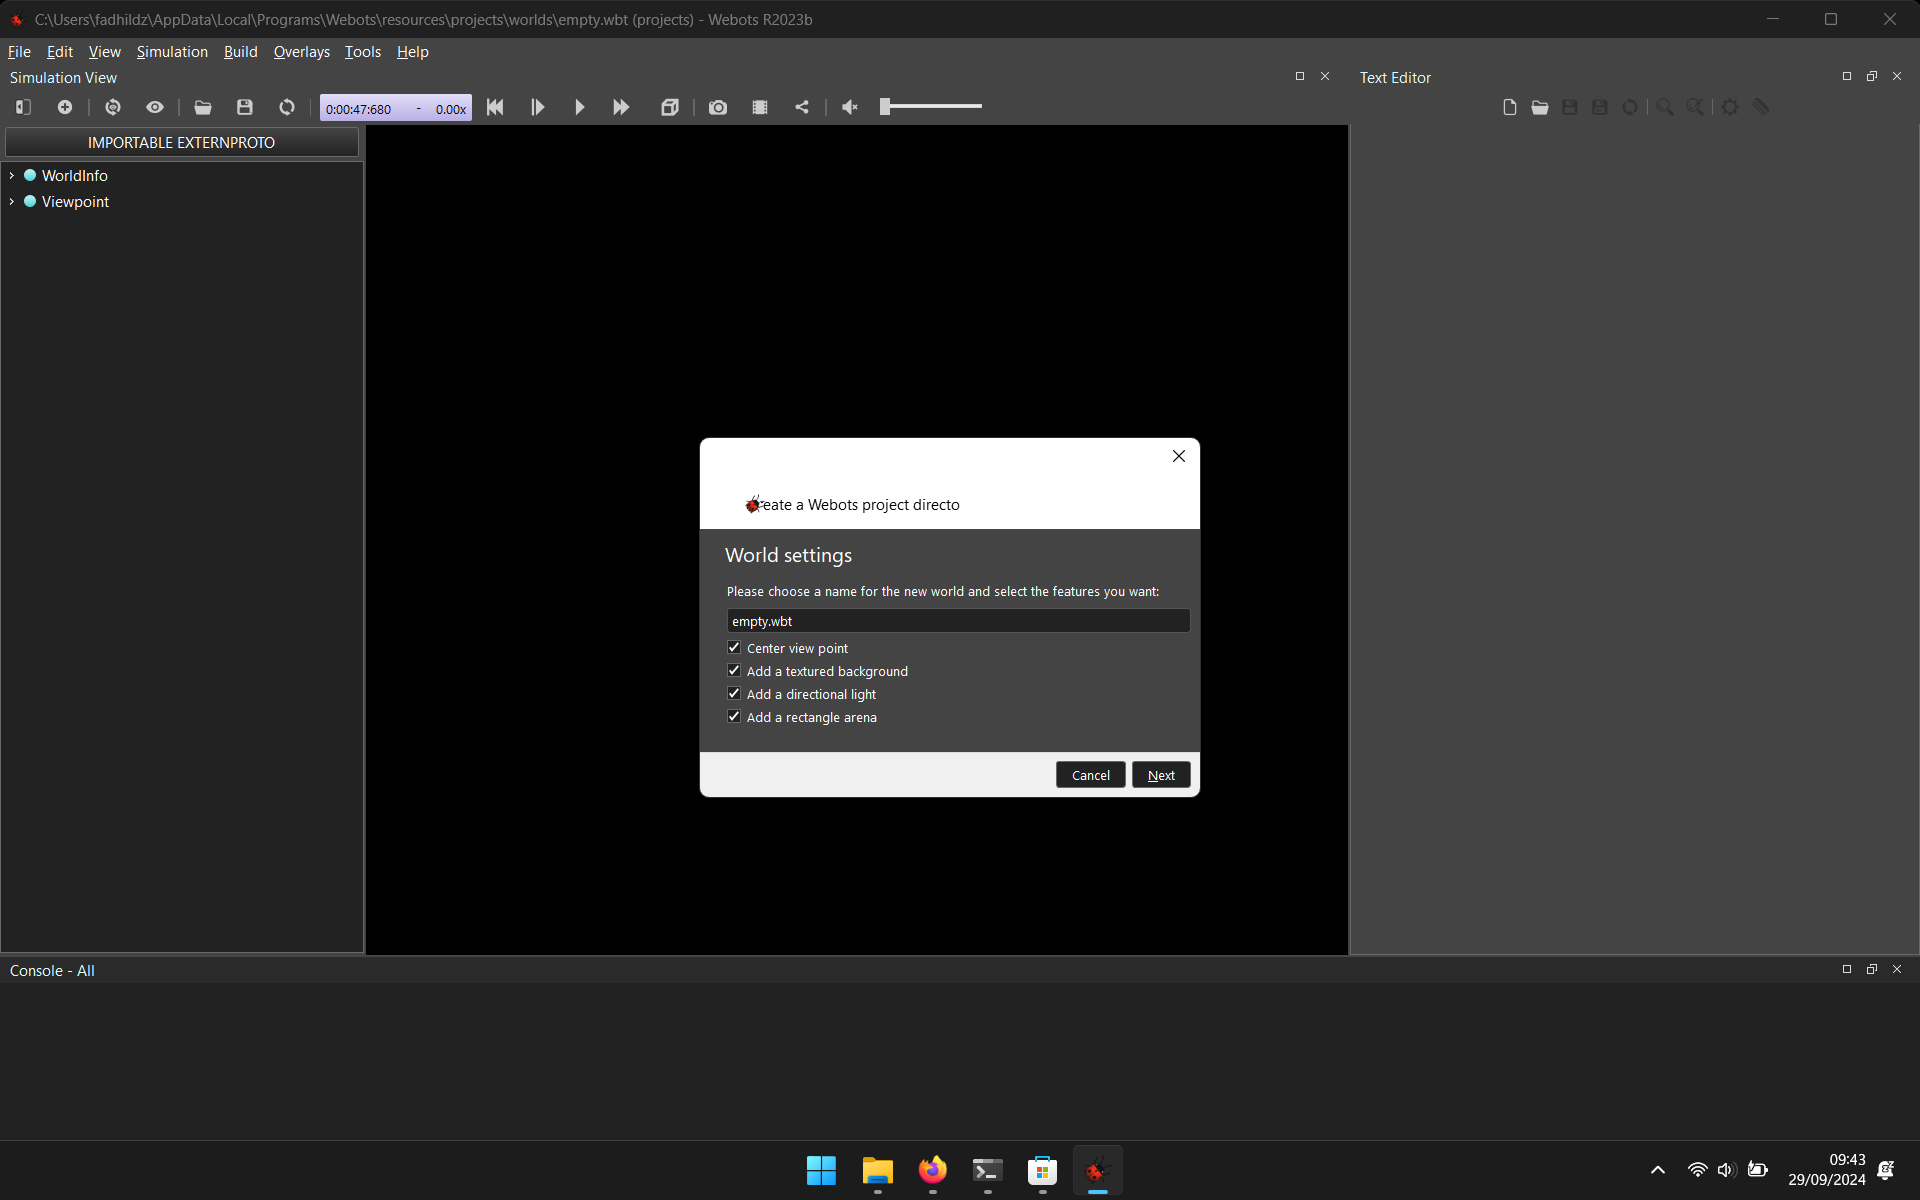 C:\Users\fadhildz\AppData\Local\Programs\Webots\resources\projects\worlds\empty.wbt (projects) - Webots R2023b
File Edit View Simulation Build Overlays Tools Help
Simulation View
Text Editor
0:00:47:680 - 0.00x
IMPORTABLE EXTERNPROTO
WorldInfo
Viewpoint
eate a Webots project directo
World settings
Please choose a name for the new world and select the features you want:
empty.wbt
Center view point
Add a textured background
Add a directional light
Add a rectangle arena
Cancel Next
Console - All
09:43
29/09/2024